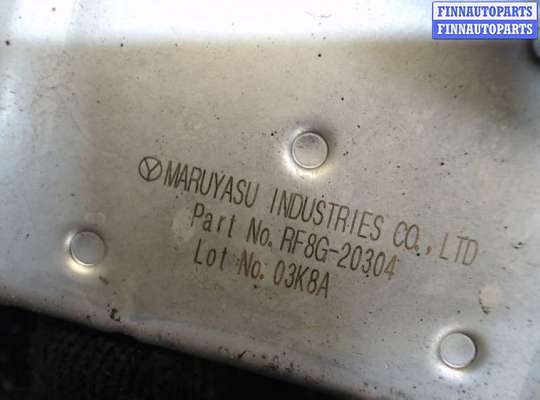 FINNAUTOPARTS
FINNAUTOPARTS
MARUYASU INDUSTRIES CO.,LTD
Part No. RF8G-20304
Lot No. 03K8A